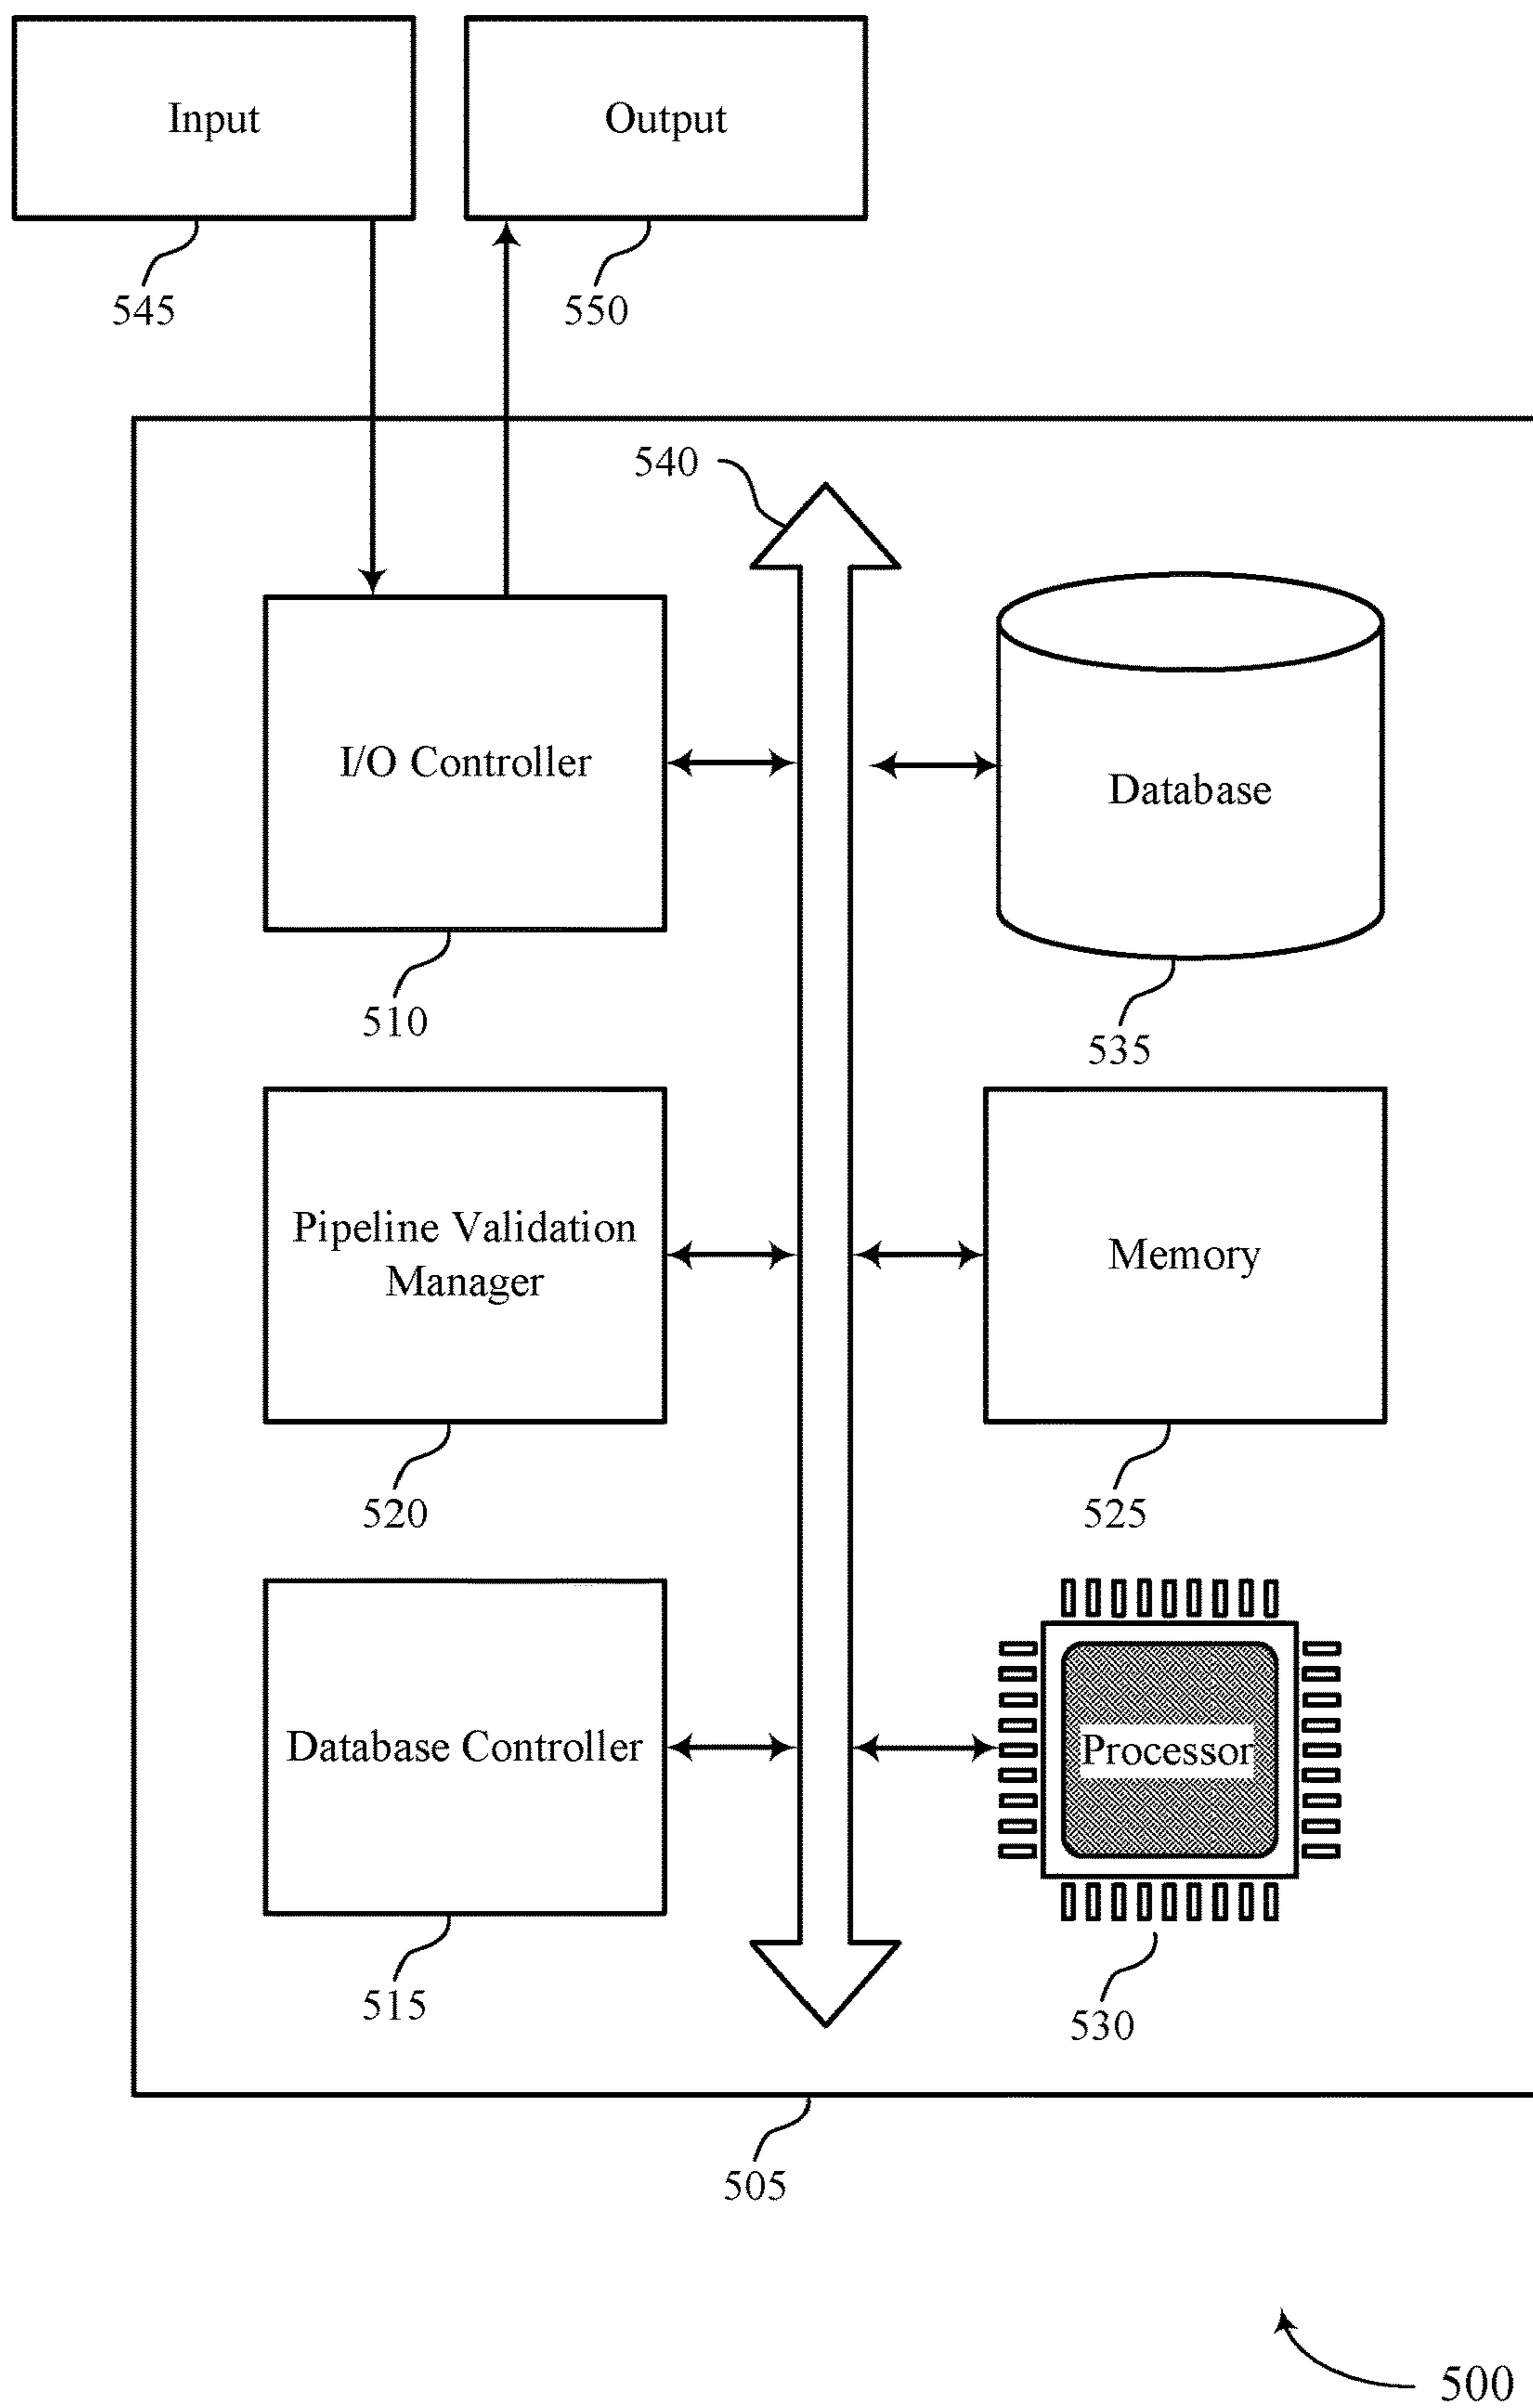 Input
Output
545
550
540
I/O Controller
Database
510
535
Pipeline Validation
Manager
Memory
520
525
Database Controller
Processor
515
530
505
500